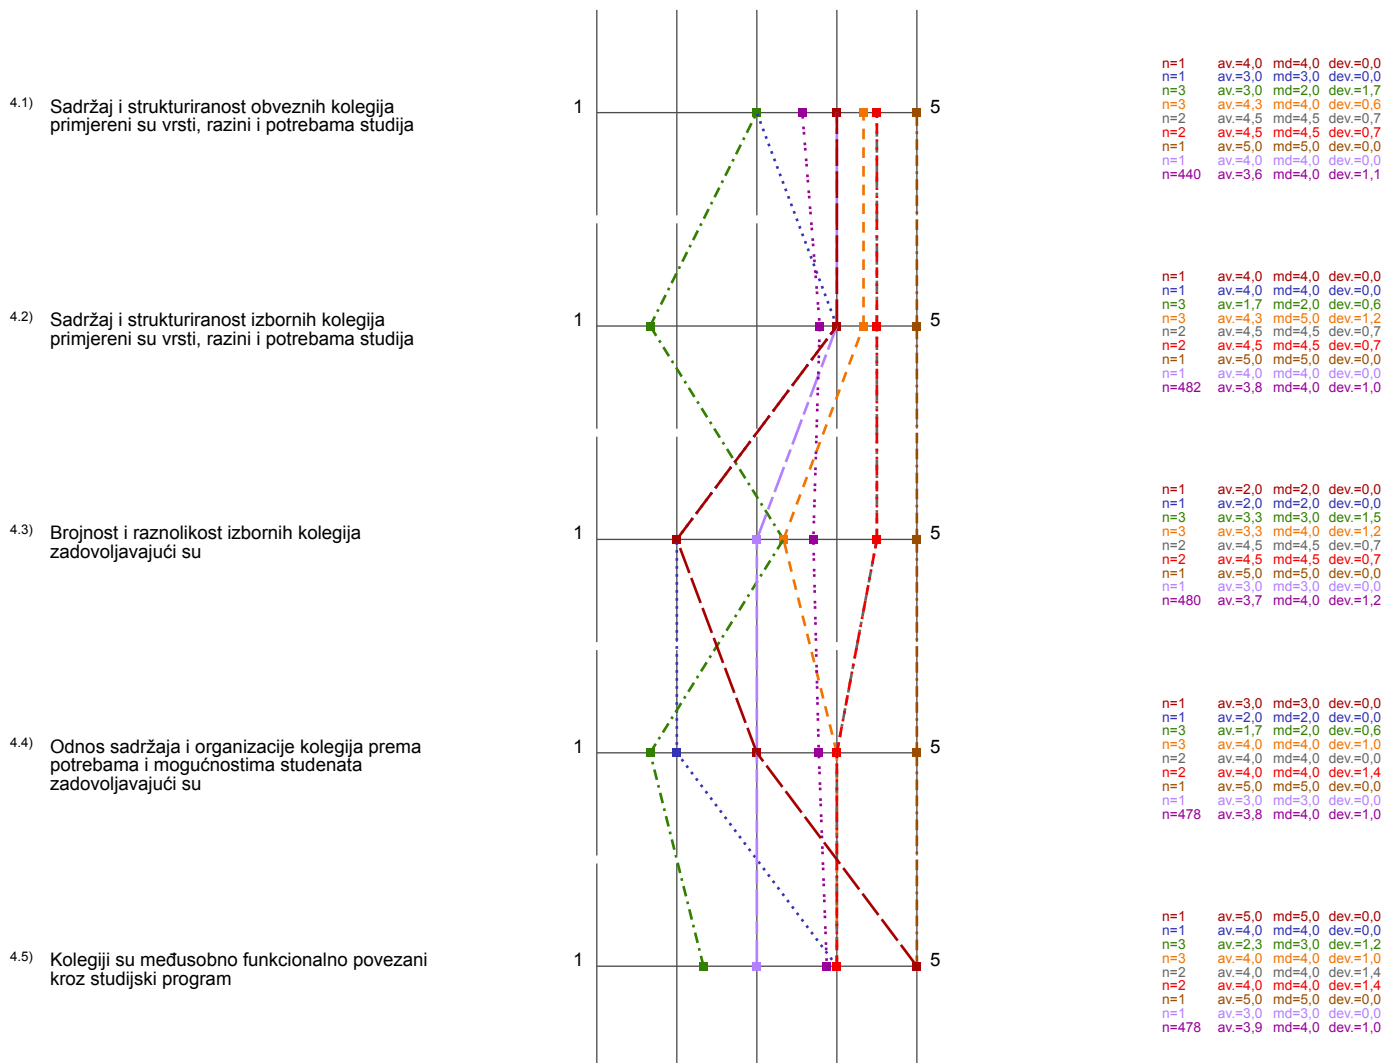 n=1 av.=4,0 md=4,0 dev.=0,0
n=1 av.=3,0 md=3,0 dev.=0,0
n=3 av.=3,0 md=2,0 dev.=1,7
4.1) Sadržaj i strukturiranost obveznih kolegija 1 5 n=3 av.=4,3 md=4,0 dev.=0,6
primjereni su vrsti, razini i potrebama studija n=2 av.=4,5 md=4,5 dev.=0,7
n=2 av.=4,5 md=4,5 dev.=0,7
n=1 av.=5,0 md=5,0 dev.=0,0
n=1 av.=4,0 md=4,0 dev.=0,0
n=440 av.=3,6 md=4,0 dev.=1,1
n=1 av.=4,0 md=4,0 dev.=0,0
n=1 av.=4,0 md=4,0 dev.=0,0
n=3 av.=1,7 md=2,0 dev.=0,6
4.2) Sadržaj i strukturiranost izbornih kolegija 1 5 n=3 av.=4,3 md=5,0 dev.=1,2
primjereni su vrsti, razini i potrebama studija n=2 av.=4,5 md=4,5 dev.=0,7
n=2 av.=4,5 md=4,5 dev.=0,7
n=1 av.=5,0 md=5,0 dev.=0,0
n=1 av.=4,0 md=4,0 dev.=0,0
n=482 av.=3,8 md=4,0 dev.=1,0
n=1 av.=2,0 md=2,0 dev.=0,0
n=1 av.=2,0 md=2,0 dev.=0,0
n=3 av.=3,3 md=3,0 dev.=1,5
4.3) Brojnost i raznolikost izbornih kolegija 1 5 n=3 av.=3,3 md=4,0 dev.=1,2
zadovoljavajući su n=2 av.=4,5 md=4,5 dev.=0,7
n=2 av.=4,5 md=4,5 dev.=0,7
n=1 av.=5,0 md=5,0 dev.=0,0
n=1 av.=3,0 md=3,0 dev.=0,0
n=480 av.=3,7 md=4,0 dev.=1,2
n=1 av.=3,0 md=3,0 dev.=0,0
n=1 av.=2,0 md=2,0 dev.=0,0
n=3 av.=1,7 md=2,0 dev.=0,6
4.4) Odnos sadržaja i organizacije kolegija prema 1 5 n=3 av.=4,0 md=4,0 dev.=1,0
potrebama i mogućnostima studenata n=2 av.=4,0 md=4,0 dev.=0,0
zadovoljavajući su n=2 av.=4,0 md=4,0 dev.=1,4
n=1 av.=5,0 md=5,0 dev.=0,0
n=1 av.=3,0 md=3,0 dev.=0,0
n=478 av.=3,8 md=4,0 dev.=1,0
n=1 av.=5,0 md=5,0 dev.=0,0
n=1 av.=4,0 md=4,0 dev.=0,0
n=3 av.=2,3 md=3,0 dev.=1,2
4.5) Kolegiji su međusobno funkcionalno povezani 1 5 n=3 av.=4,0 md=4,0 dev.=1,0
kroz studijski program n=2 av.=4,0 md=4,0 dev.=1,4
n=2 av.=4,0 md=4,0 dev.=1,4
n=1 av.=5,0 md=5,0 dev.=0,0
n=1 av.=3,0 md=3,0 dev.=0,0
n=478 av.=3,9 md=4,0 dev.=1,0